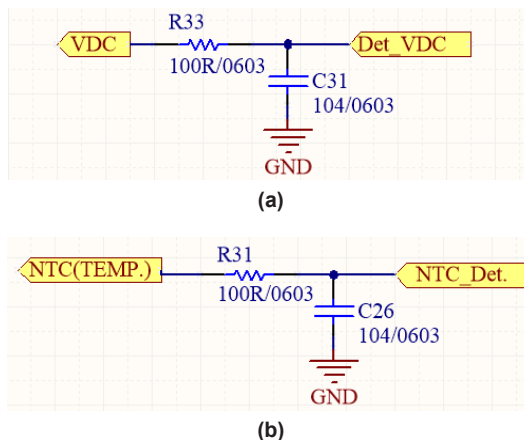 R33
VDC
Det_VDC
100R/0603
C31
104/0603
GND
(a)
R31
NTC(TEMP.)
NTC_Det.
100R/0603
C26
104/0603
GND
(b)